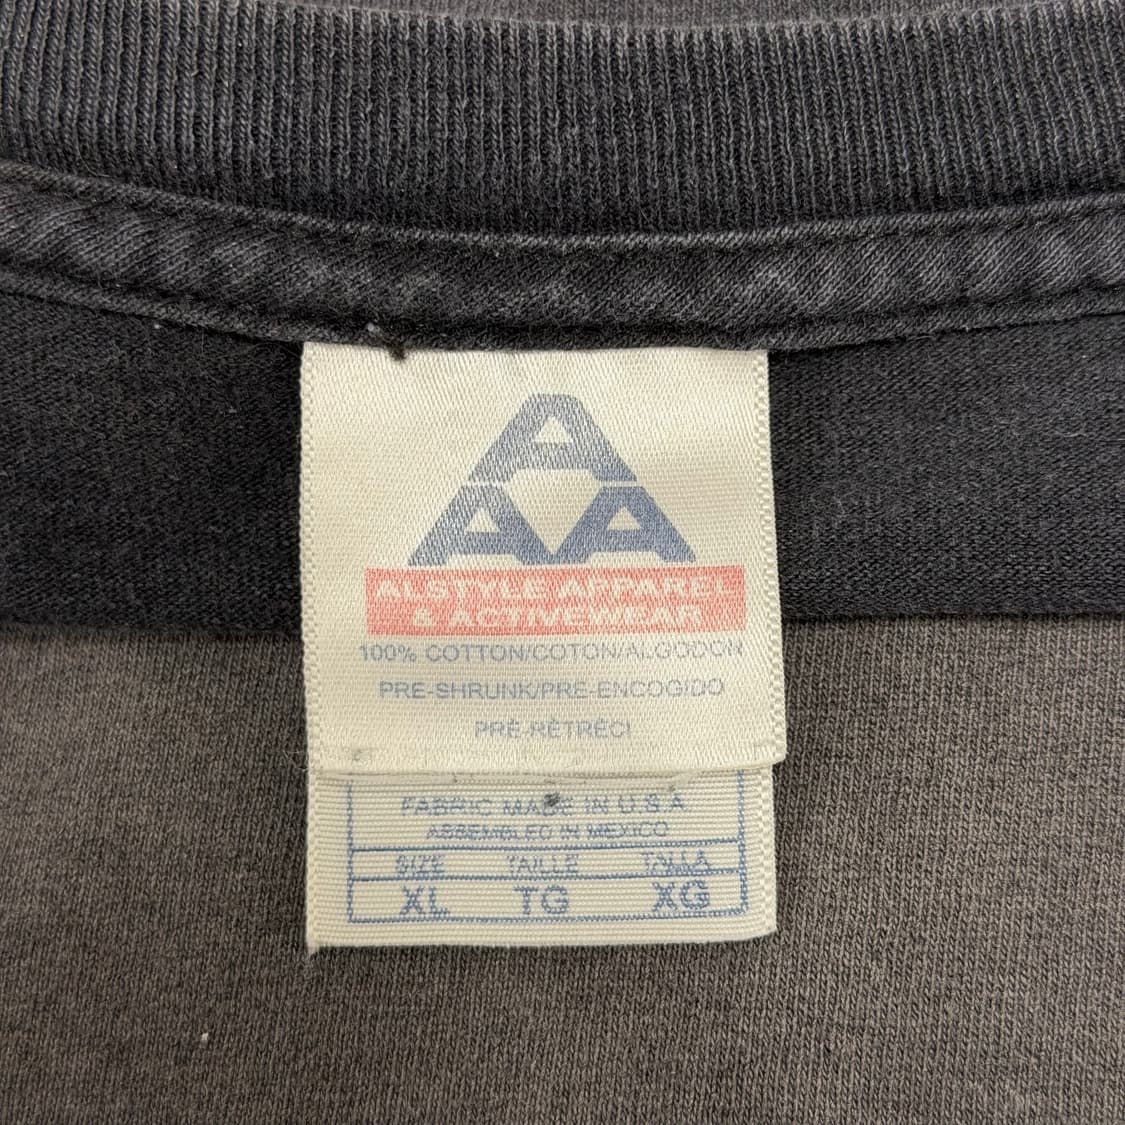 A
AA
ALSTYLE APPAREL
& ACTIVEWEAR
100% COTTON/COTON/ALGODON
PRE-SHRUNK/PRE-ENCOGIDO
PRÉ-RÉTRÉCI
FABRIC MADE IN U.S.A.
ASSEMBLED IN MEXICO
SIZE TAILLE TALLA
XL TG XG